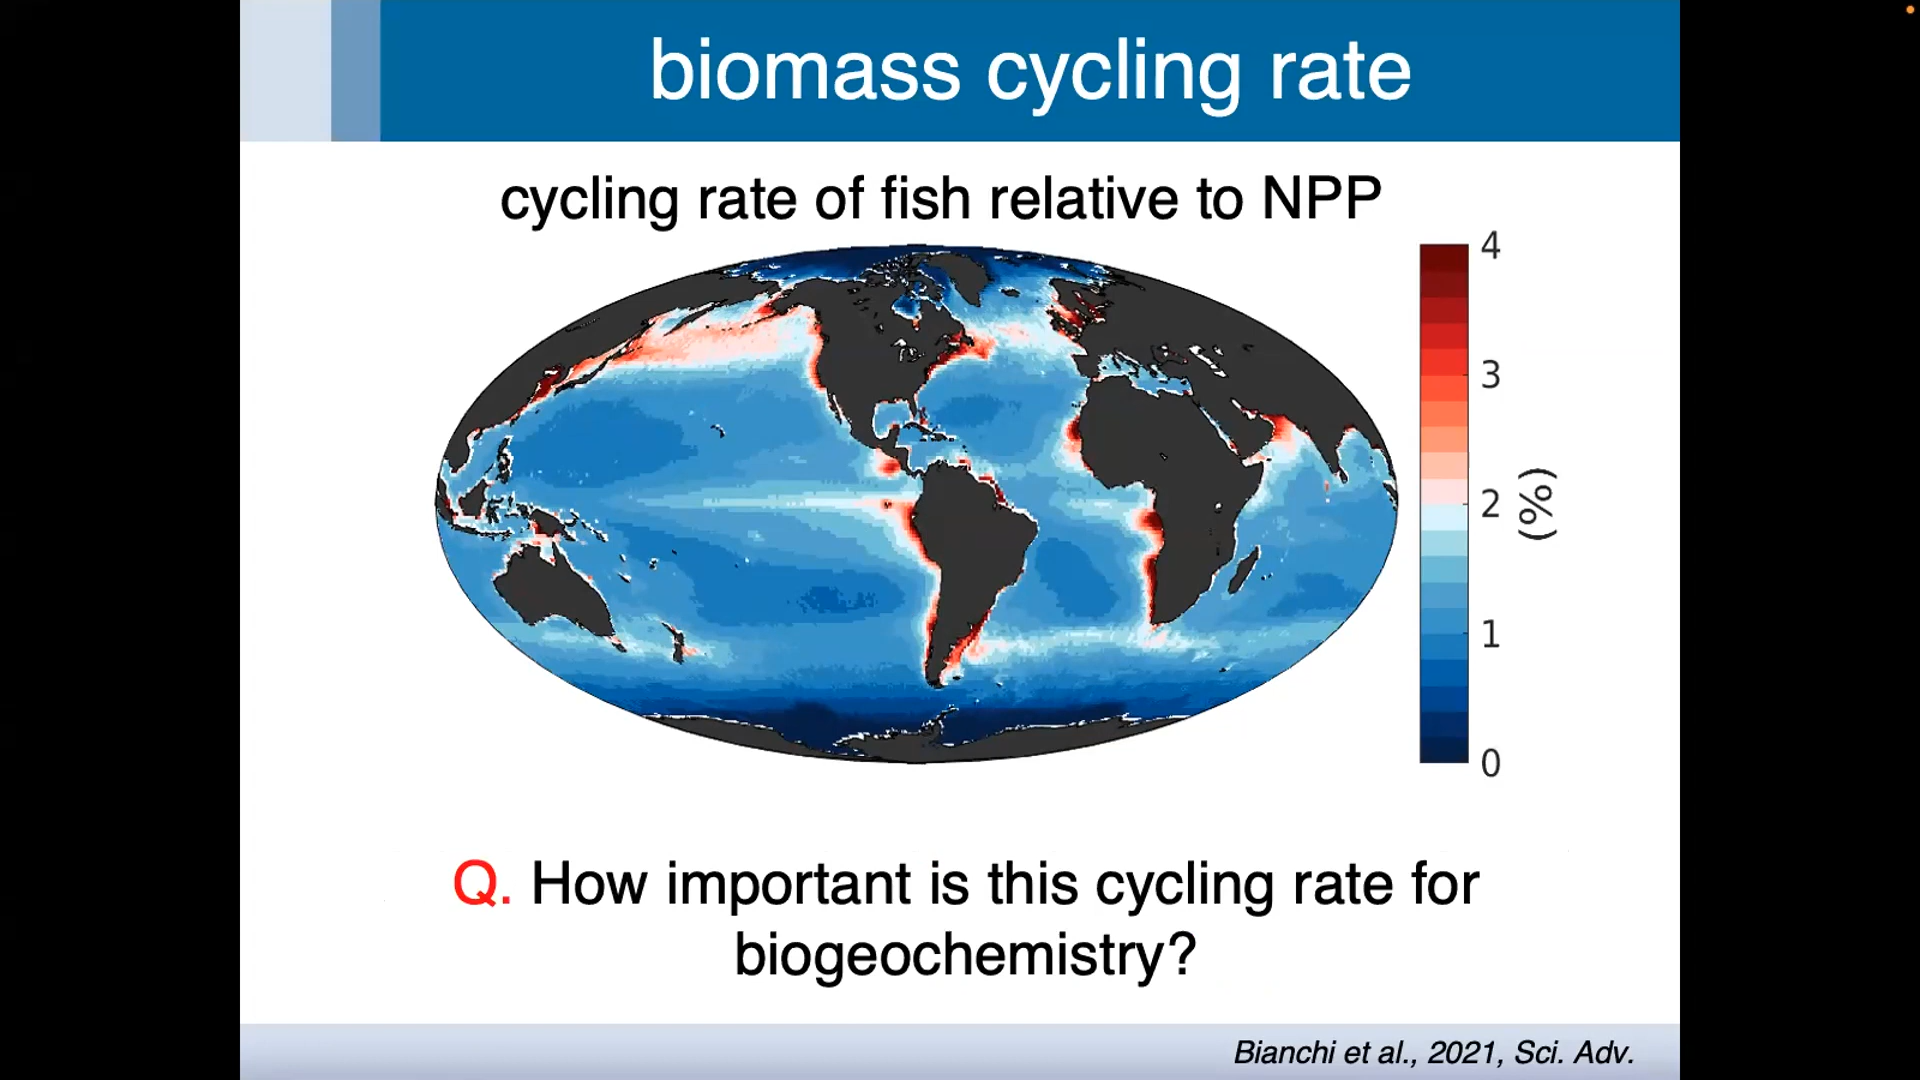 biomass cycling rate
cycling rate of fish relative to NPP
4
3
2
1
0
(%)
Q. How important is this cycling rate for
biogeochemistry?
Bianchi et al., 2021, Sci. Adv.